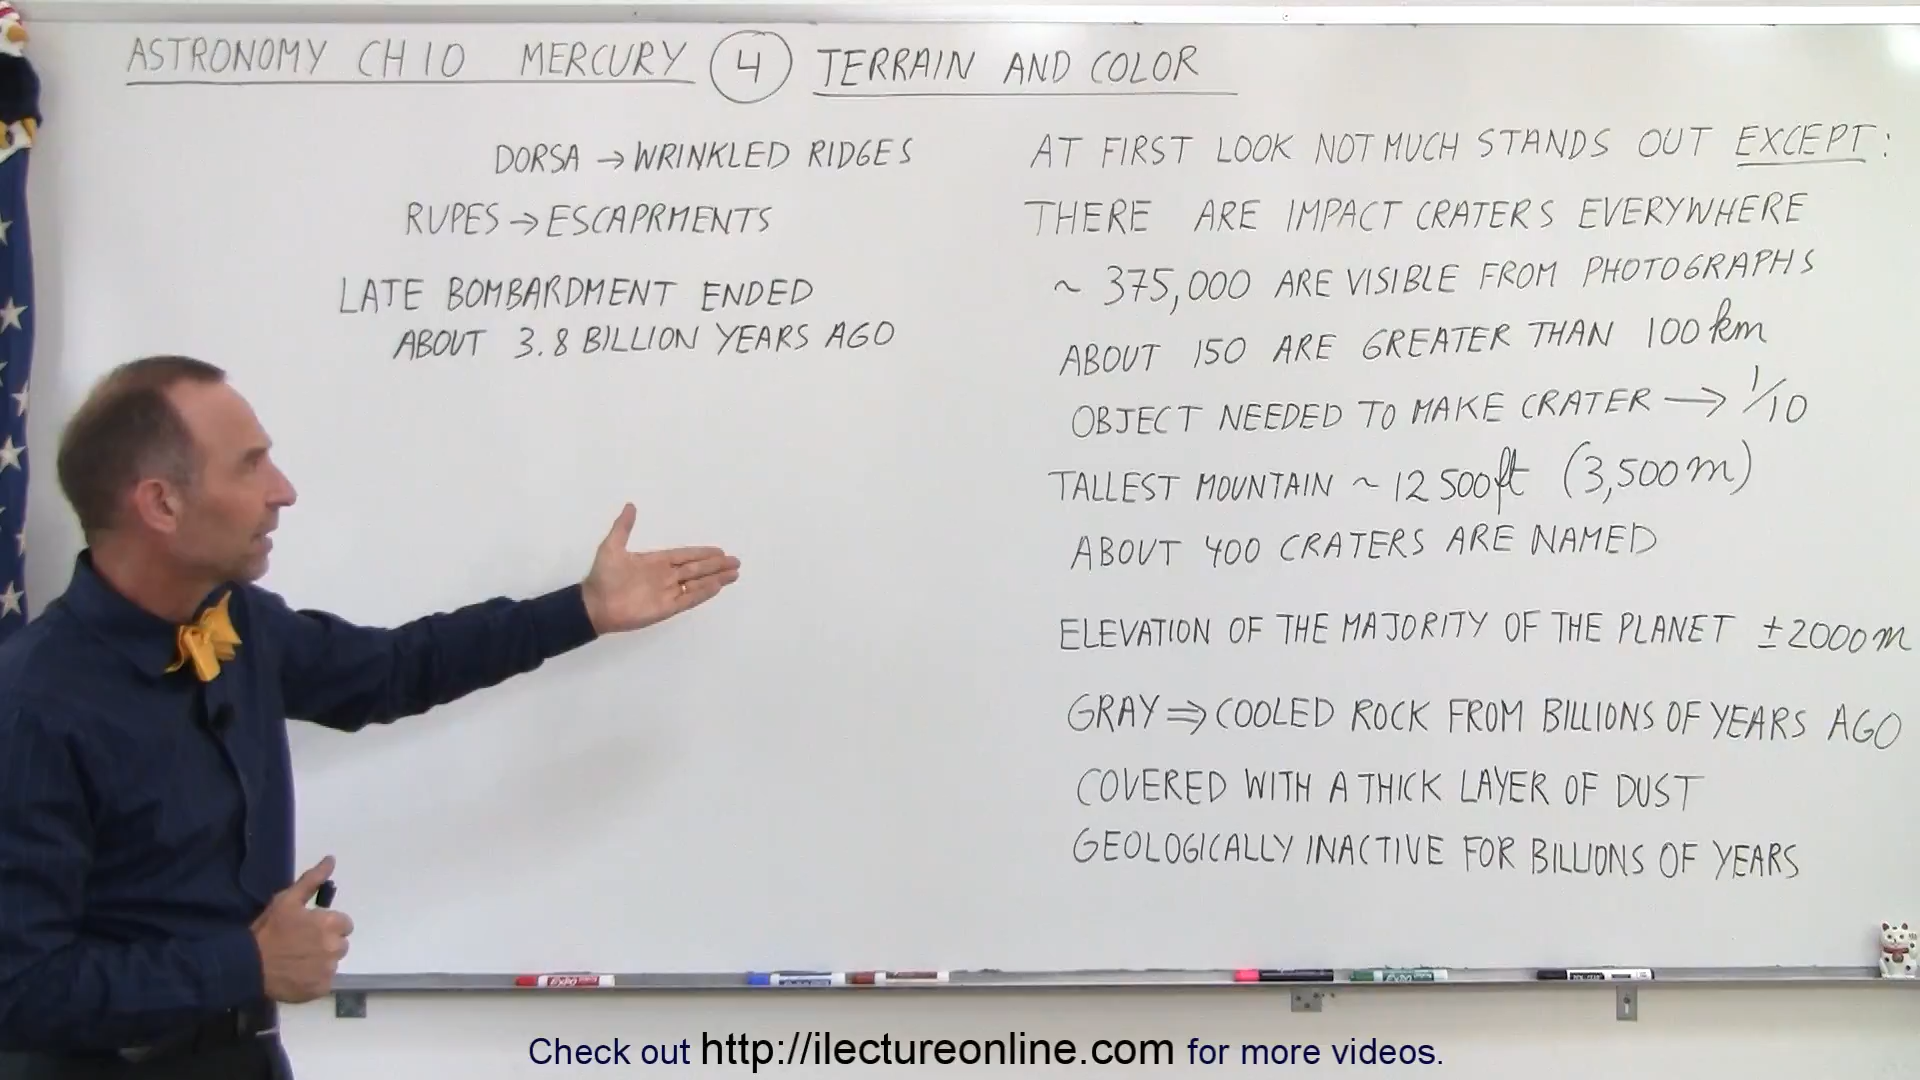 ASTRONOMY CH 10 MERCURY 4 TERRAIN AND COLOR
DORSA → WRINKLED RIDGES
RUPES → ESCAPRMENTS
LATE BOMBARDMENT ENDED
ABOUT 3.8 BILLION YEARS AGO
AT FIRST LOOK NOT MUCH STANDS OUT EXCEPT:
THERE ARE IMPACT CRATERS EVERYWHERE
~ 375,000 ARE VISIBLE FROM PHOTOGRAPHS
ABOUT 150 ARE GREATER THAN 100 km
OBJECT NEEDED TO MAKE CRATER → 1/10
TALLEST MOUNTAIN ~ 12 500 ft (3,500 m)
ABOUT 400 CRATERS ARE NAMED
ELEVATION OF THE MAJORITY OF THE PLANET ± 2000 m
GRAY ⇒ COOLED ROCK FROM BILLIONS OF YEARS AGO
COVERED WITH A THICK LAYER OF DUST
GEOLOGICALLY INACTIVE FOR BILLIONS OF YEARS
Check out http://ilectureonline.com for more videos.